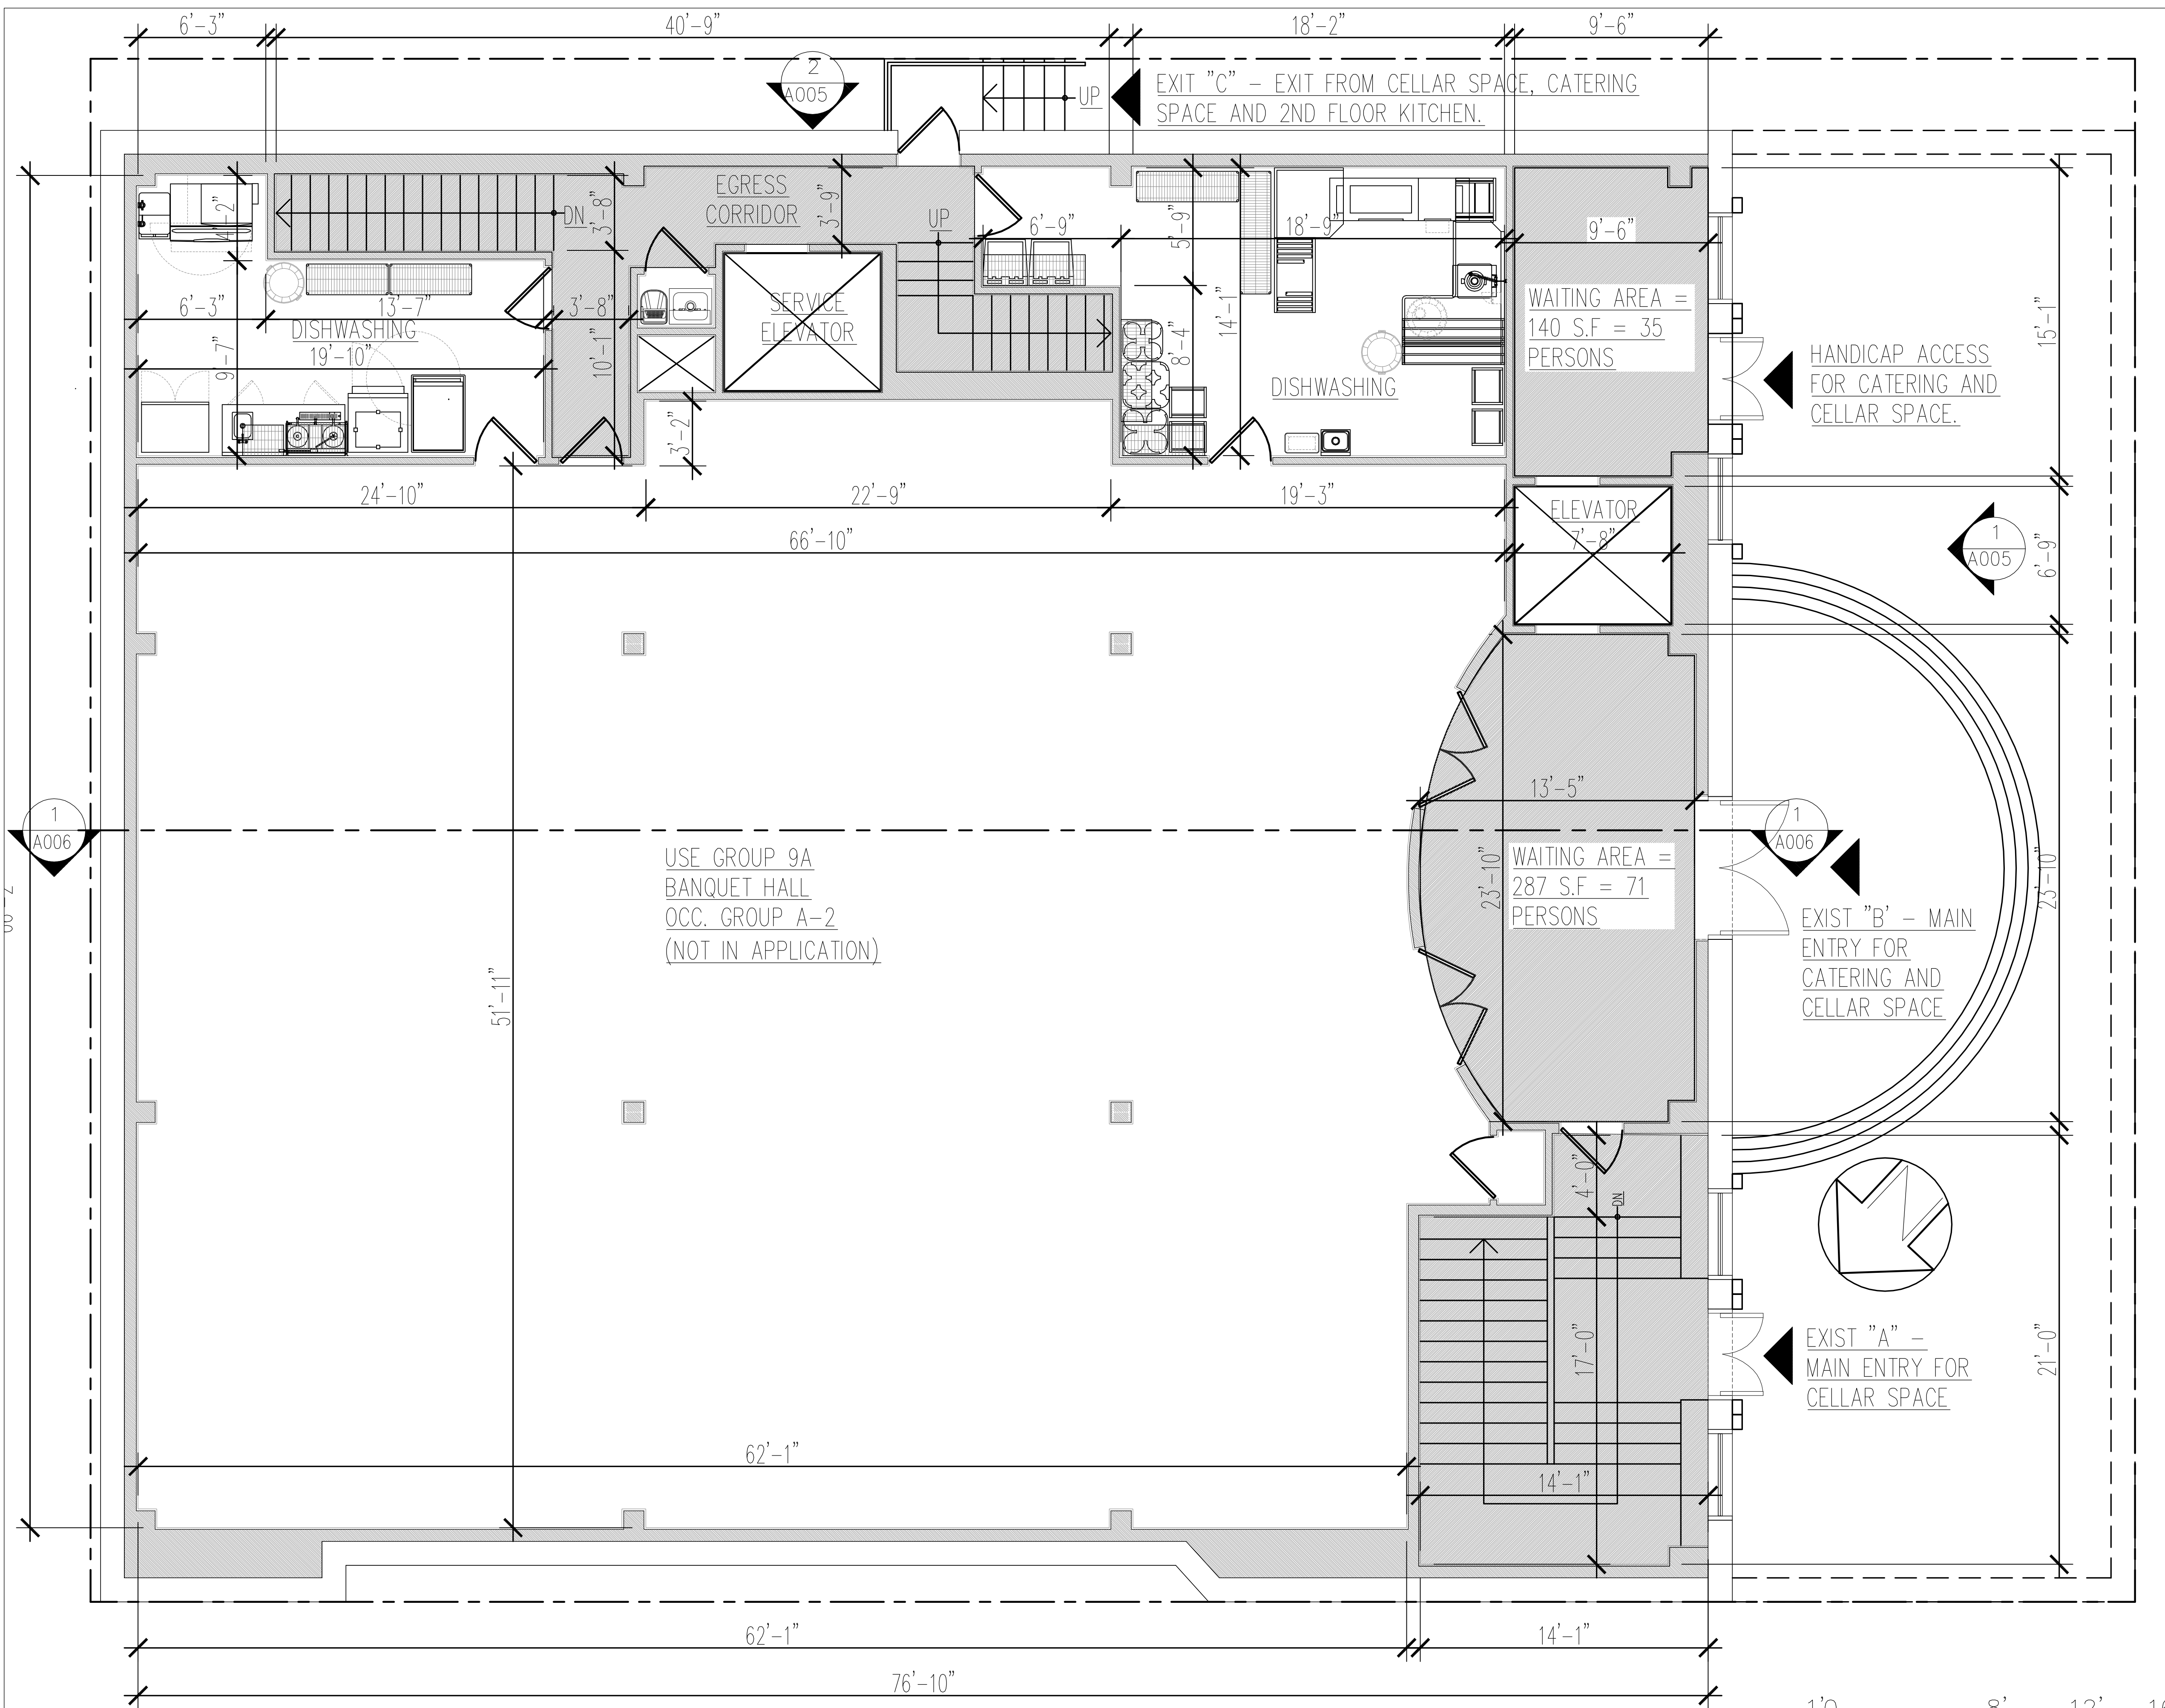 6'-3"
40'-9"
18'-2"
9'-6"
2
A005
UP
EXIT "C" – EXIT FROM CELLAR SPACE, CATERING
SPACE AND 2ND FLOOR KITCHEN.
EGRESS
CORRIDOR
DN
3'-8"
3'-9"
UP
6'-9"
5'-9"
18'-9"
9'-6"
6'-3"
13'-7"
3'-8"
DISHWASHING
19'-10"
9'-7"
10'-1"
SERVICE
ELEVATOR
8'-4"
14'-1"
DISHWASHING
WAITING AREA =
140 S.F = 35
PERSONS
HANDICAP ACCESS
FOR CATERING AND
CELLAR SPACE.
15'-1"
3'-2"
24'-10"
22'-9"
19'-3"
66'-10"
ELEVATOR
7'-8"
1
A005
6'-9"
13'-5"
1
A006
1
A006
USE GROUP 9A
BANQUET HALL
OCC. GROUP A-2
(NOT IN APPLICATION)
23'-10"
WAITING AREA =
287 S.F = 71
PERSONS
23'-10"
EXIST "B' – MAIN
ENTRY FOR
CATERING AND
CELLAR SPACE
51'-11"
4'-0"
DN
17'-0"
EXIST "A" –
MAIN ENTRY FOR
CELLAR SPACE
21'-0"
62'-1"
14'-1"
62'-1"
14'-1"
76'-10"
1'0
8'
12'